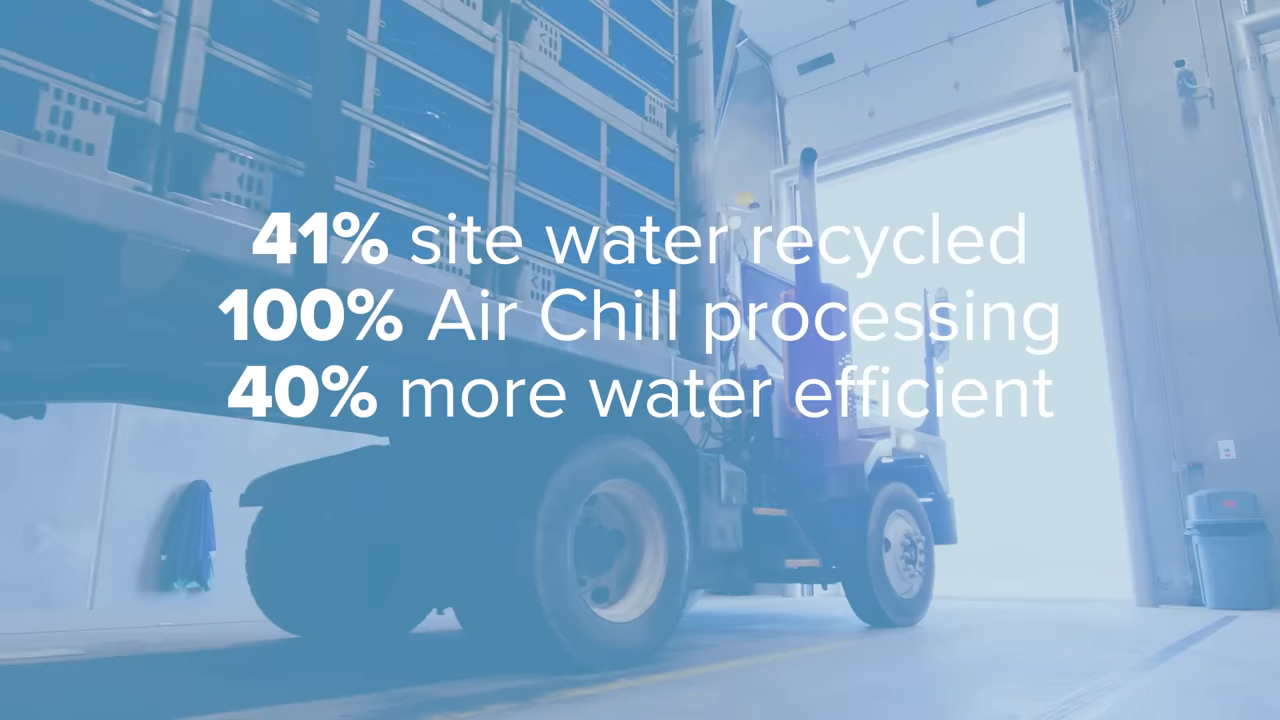 41% site water recycled
100% Air Chill processing
40% more water efficient